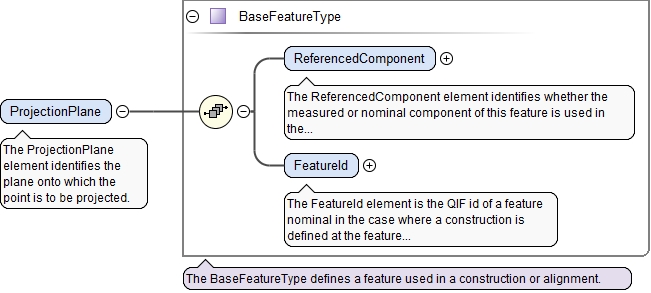 BaseFeatureType
ReferencedComponent
The ReferencedComponent element identifies whether the
measured or nominal component of this feature is used in
the...
ProjectionPlane
The ProjectionPlane
element identifies the
plane onto which the
point is to be projected.
FeatureId
The FeatureId element is the QIF id of a feature
nominal in the case where a construction is
defined at the feature...
The BaseFeatureType defines a feature used in a construction or alignment.